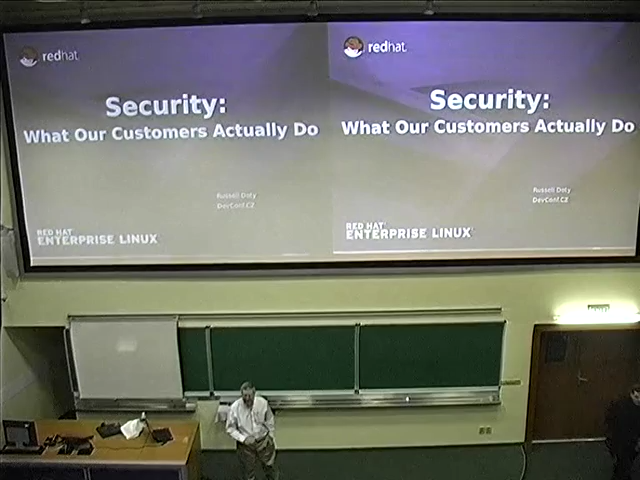 redhat
Security:
What Our Customers Actually Do
Russell Doty
DevConf.CZ
RED HAT
ENTERPRISE LINUX
redhat
Security:
What Our Customers Actually Do
Russell Doty
DevConf.CZ
RED HAT
ENTERPRISE LINUX